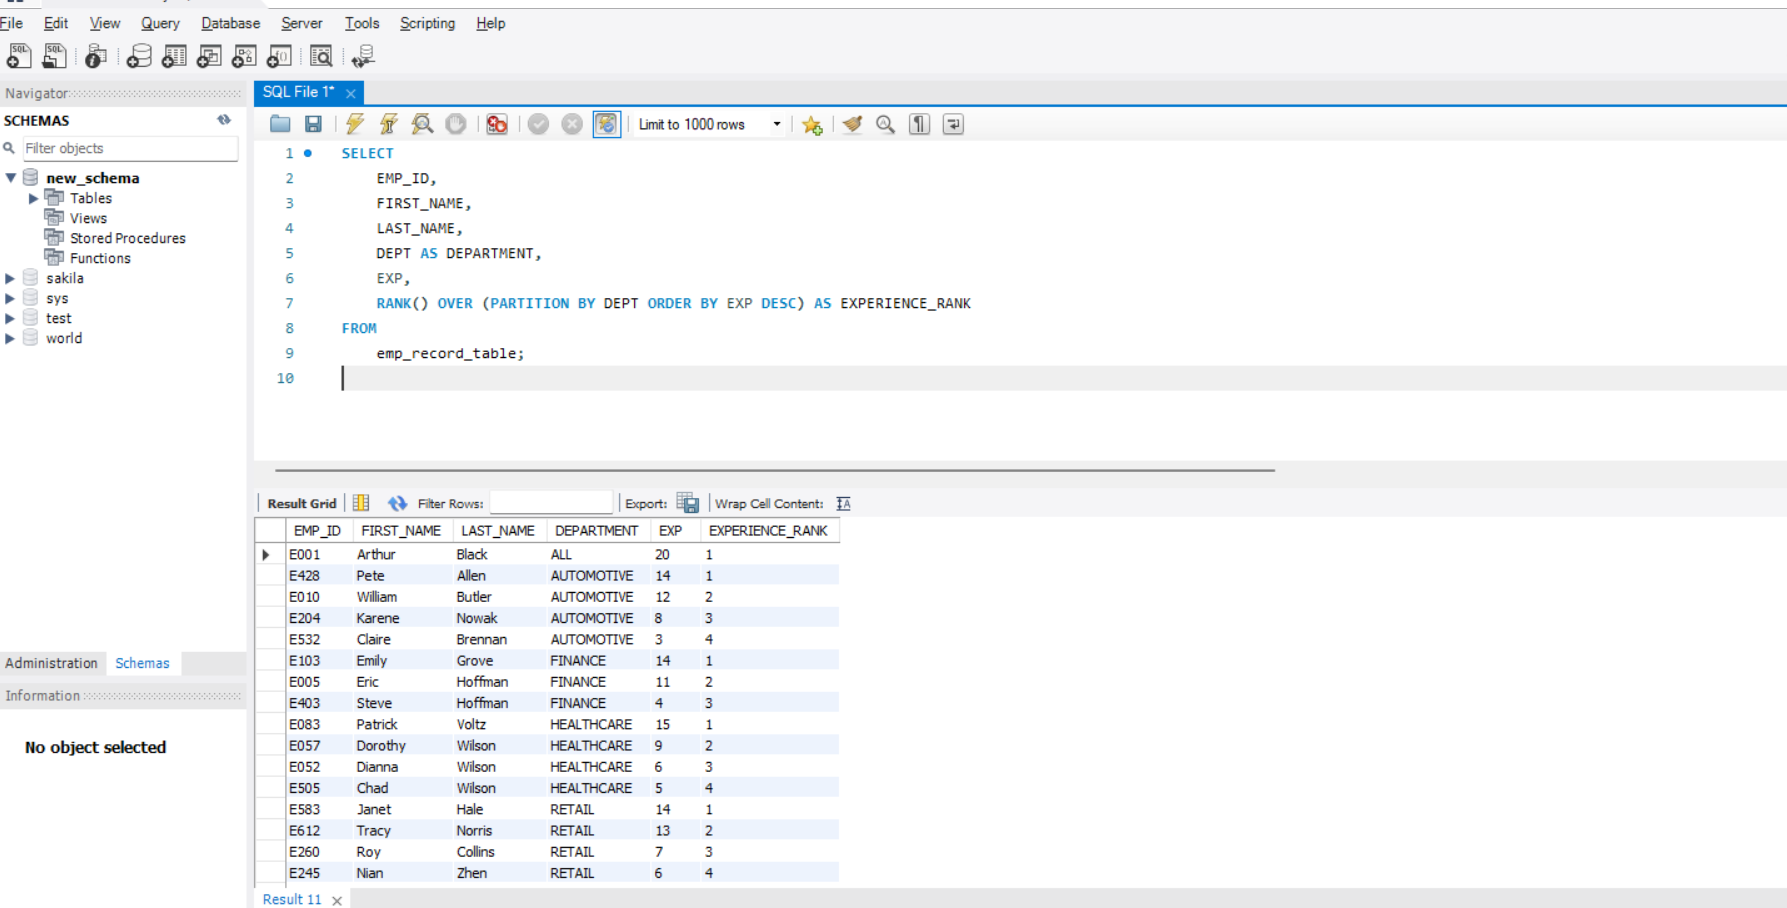 File Edit View Query Database Server Tools Scripting Help
Navigator
SCHEMAS
Filter objects
new_schema
Tables
Views
Stored Procedures
Functions
sakila
sys
test
world
Administration Schemas
Information
No object selected
SQL File 1*
Limit to 1000 rows
1 SELECT
2 EMP_ID,
3 FIRST_NAME,
4 LAST_NAME,
5 DEPT AS DEPARTMENT,
6 EXP,
7 RANK() OVER (PARTITION BY DEPT ORDER BY EXP DESC) AS EXPERIENCE_RANK
8 FROM
9 emp_record_table;
10
Result Grid Filter Rows: Export: Wrap Cell Content:
EMP_ID FIRST_NAME LAST_NAME DEPARTMENT EXP EXPERIENCE_RANK
E001 Arthur Black ALL 20 1
E428 Pete Allen AUTOMOTIVE 14 1
E010 William Butler AUTOMOTIVE 12 2
E204 Karene Nowak AUTOMOTIVE 8 3
E532 Claire Brennan AUTOMOTIVE 3 4
E103 Emily Grove FINANCE 14 1
E005 Eric Hoffman FINANCE 11 2
E403 Steve Hoffman FINANCE 4 3
E083 Patrick Voltz HEALTHCARE 15 1
E057 Dorothy Wilson HEALTHCARE 9 2
E052 Dianna Wilson HEALTHCARE 6 3
E505 Chad Wilson HEALTHCARE 5 4
E583 Janet Hale RETAIL 14 1
E612 Tracy Norris RETAIL 13 2
E260 Roy Collins RETAIL 7 3
E245 Nian Zhen RETAIL 6 4
Result 11